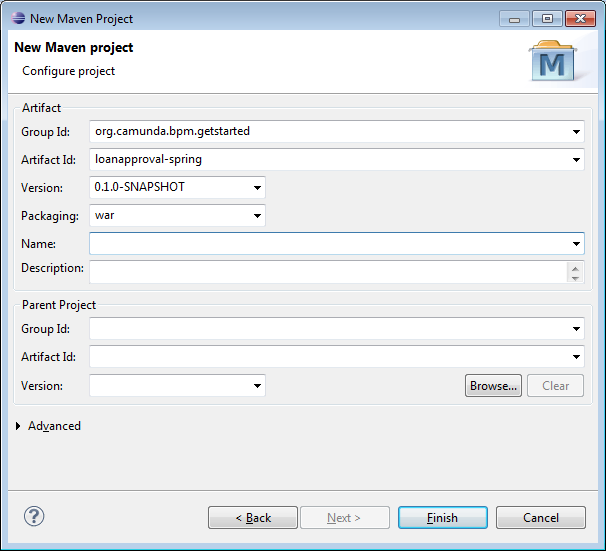 New Maven Project
New Maven project
Configure project
M
Artifact
Group Id: org.camunda.bpm.getstarted
Artifact Id: loanapproval-spring
Version: 0.1.0-SNAPSHOT
Packaging: war
Name:
Description:
Parent Project
Group Id:
Artifact Id:
Version: Browse... Clear
Advanced
? < Back Next > Finish Cancel